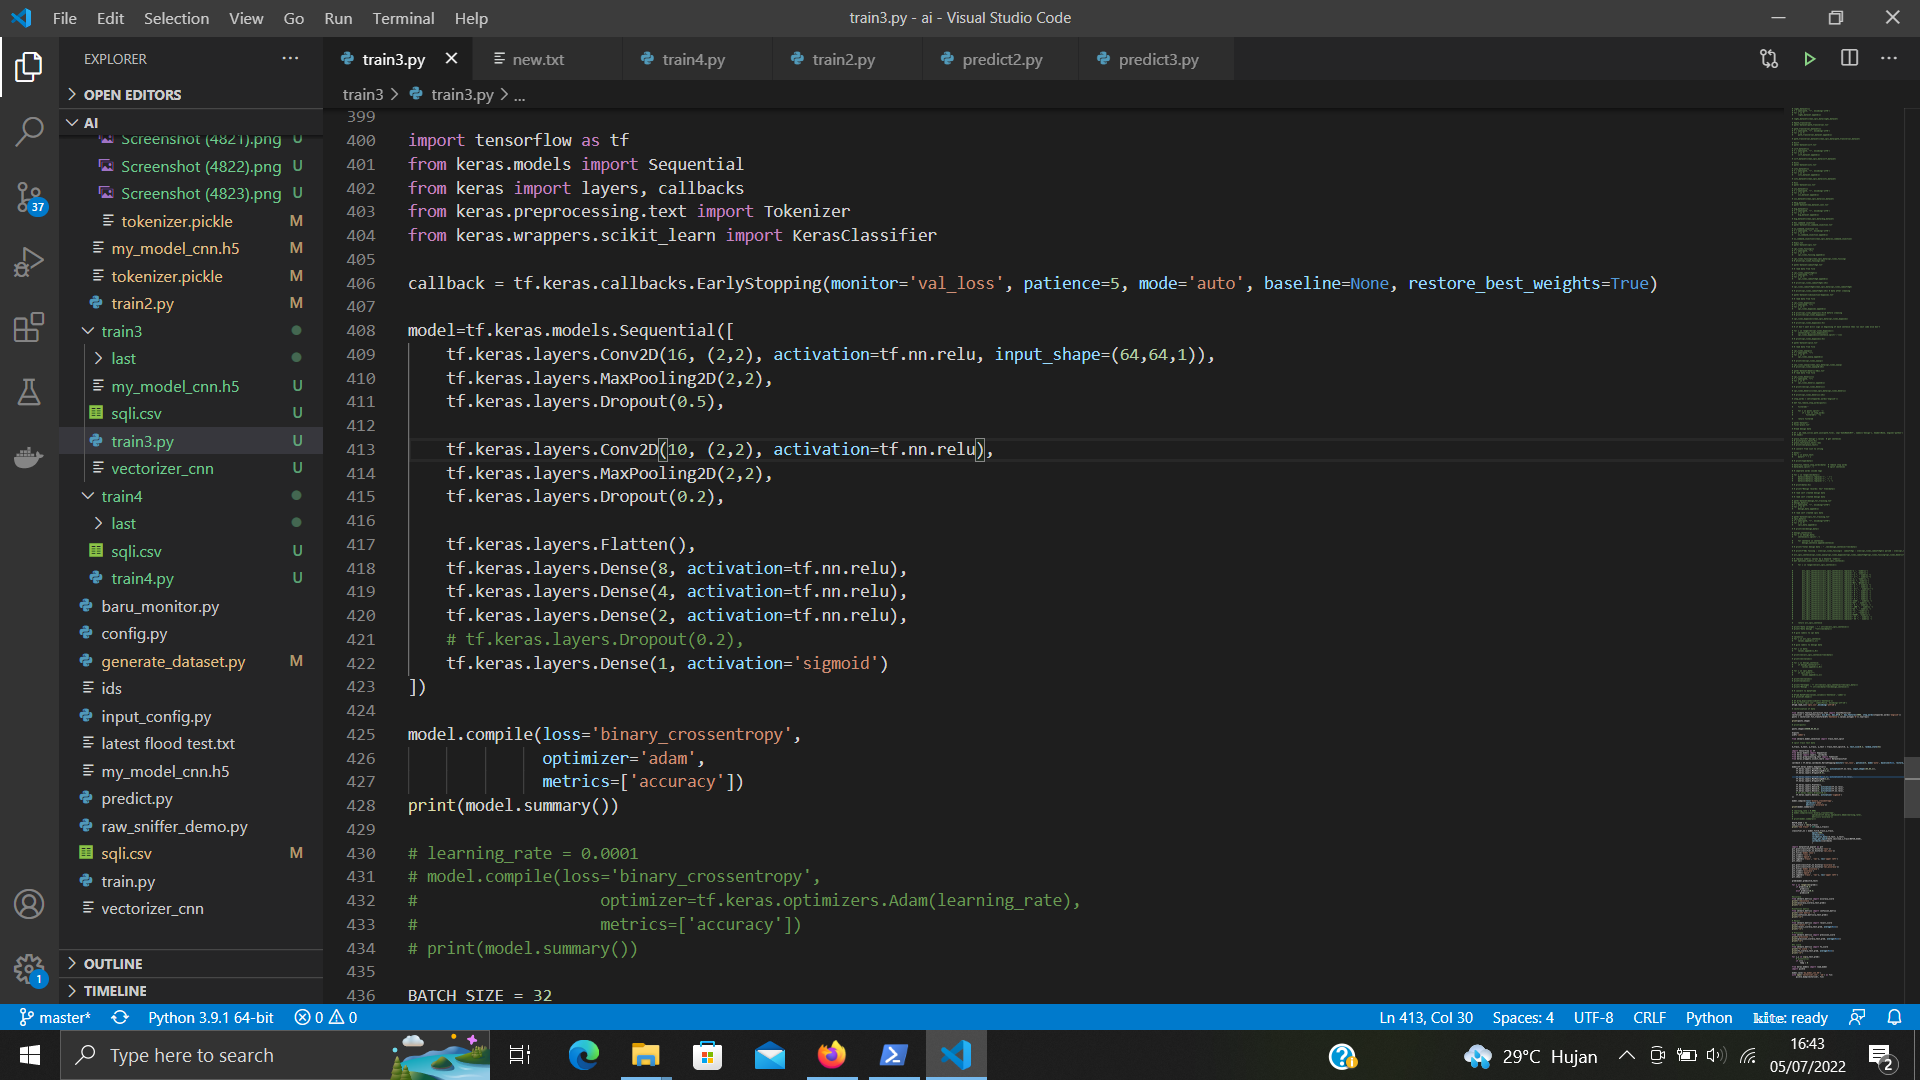 File Edit Selection View Go Run Terminal Help
train3.py - ai - Visual Studio Code
EXPLORER
OPEN EDITORS
AI
Screenshot (4821).png U
Screenshot (4822).png U
Screenshot (4823).png U
tokenizer.pickle M
my_model_cnn.h5 M
tokenizer.pickle M
train2.py M
train3
last
my_model_cnn.h5 U
sqli.csv U
train3.py U
vectorizer_cnn U
train4
last
sqli.csv U
train4.py U
baru_monitor.py
config.py
generate_dataset.py M
ids
input_config.py
latest flood test.txt
my_model_cnn.h5
predict.py
raw_sniffer_demo.py
sqli.csv M
train.py
vectorizer_cnn
OUTLINE
TIMELINE
37
1
train3.py new.txt train4.py train2.py predict2.py predict3.py
train3 > train3.py > ...
399
400 import tensorflow as tf
401 from keras.models import Sequential
402 from keras import layers, callbacks
403 from keras.preprocessing.text import Tokenizer
404 from keras.wrappers.scikit_learn import KerasClassifier
405
406 callback = tf.keras.callbacks.EarlyStopping(monitor='val_loss', patience=5, mode='auto', baseline=None, restore_best_weights=True)
407
408 model=tf.keras.models.Sequential([
409 tf.keras.layers.Conv2D(16, (2,2), activation=tf.nn.relu, input_shape=(64,64,1)),
410 tf.keras.layers.MaxPooling2D(2,2),
411 tf.keras.layers.Dropout(0.5),
412
413 tf.keras.layers.Conv2D(10, (2,2), activation=tf.nn.relu),
414 tf.keras.layers.MaxPooling2D(2,2),
415 tf.keras.layers.Dropout(0.2),
416
417 tf.keras.layers.Flatten(),
418 tf.keras.layers.Dense(8, activation=tf.nn.relu),
419 tf.keras.layers.Dense(4, activation=tf.nn.relu),
420 tf.keras.layers.Dense(2, activation=tf.nn.relu),
421 # tf.keras.layers.Dropout(0.2),
422 tf.keras.layers.Dense(1, activation='sigmoid')
423 ])
424
425 model.compile(loss='binary_crossentropy',
426 optimizer='adam',
427 metrics=['accuracy'])
428 print(model.summary())
429
430 # learning_rate = 0.0001
431 # model.compile(loss='binary_crossentropy',
432 # optimizer=tf.keras.optimizers.Adam(learning_rate),
433 # metrics=['accuracy'])
434 # print(model.summary())
435
436 BATCH_SIZE = 32
master* Python 3.9.1 64-bit 0 0
Ln 413, Col 30 Spaces: 4 UTF-8 CRLF Python kite: ready
Type here to search
29°C Hujan
16:43
05/07/2022
2